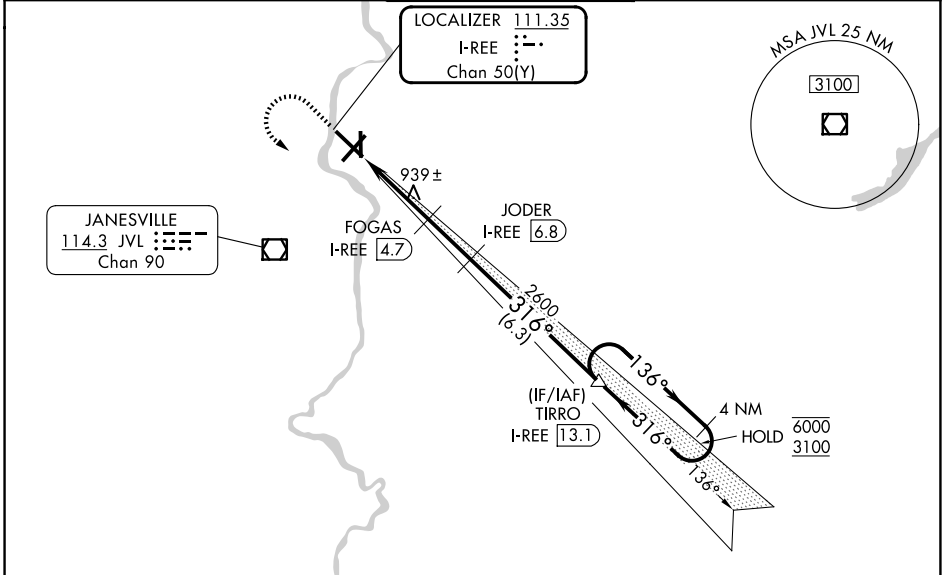 LOCALIZER 111.35
I-REE
Chan 50(Y)
MSA JVL 25 NM
3100
939±
JODER
I-REE 6.8
FOGAS
I-REE 4.7
JANESVILLE
114.3 JVL
Chan 90
2600
316°
(6.3)
136°
(IF/IAF)
TIRRO
I-REE 13.1
4 NM
HOLD 6000
3100
316°
136°